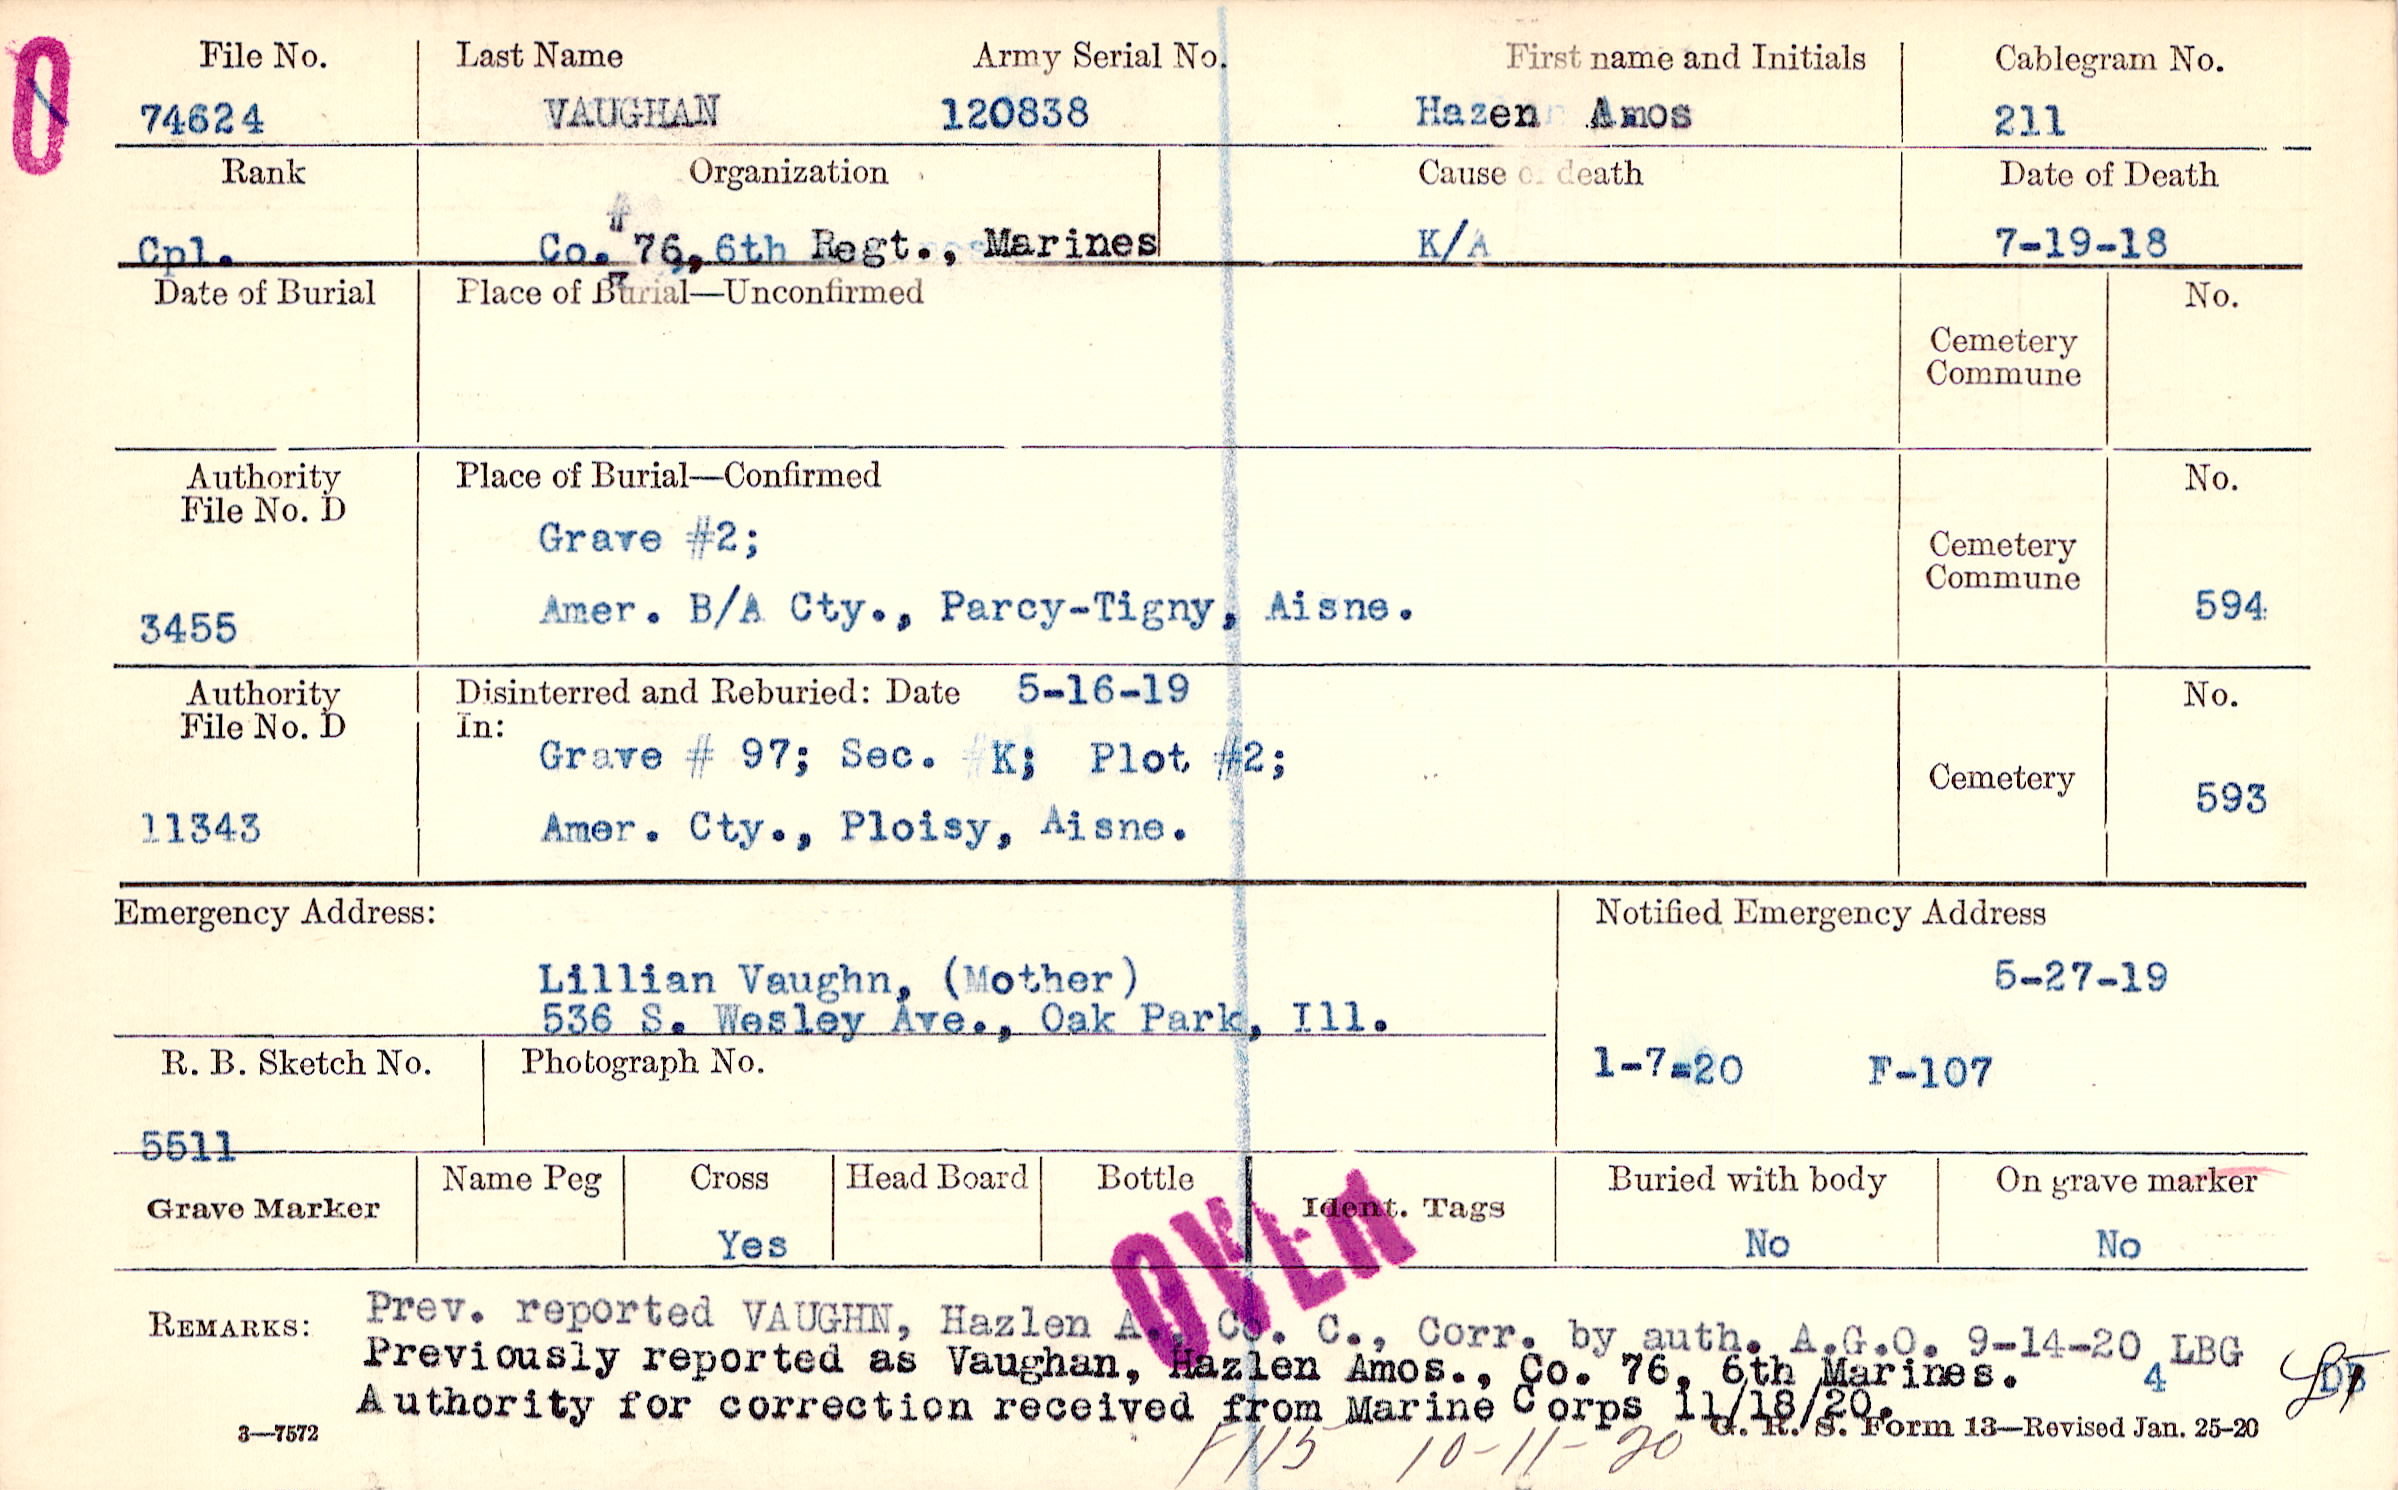 O
File No. Last Name Army Serial No. First name and Initials Cablegram No.
74624 VAUGHAN 120838 Hazen Amos 211
Rank Organization Cause of death Date of Death
#
Cpl. Co. 76, 6th Regt., Marines K/A 7-19-18
Date of Burial Place of Burial—Unconfirmed No.
Cemetery
Commune
Authority Place of Burial—Confirmed No.
File No. D
Grave #2;
Cemetery
Commune
3455 Amer. B/A Cty., Parcy-Tigny, Aisne. 594
Authority Disinterred and Reburied: Date 5-16-19 No.
File No. D In:
Grave # 97; Sec. #K; Plot #2;
Cemetery 593
11343 Amer. Cty., Ploisy, Aisne.
Emergency Address: Notified Emergency Address
Lillian Vaughn, (Mother) 5-27-19
536 S. Wesley Ave., Oak Park, Ill.
R. B. Sketch No. Photograph No. 1-7-20 F-107
5511
Name Peg Cross Head Board Bottle Buried with body On grave marker
Grave Marker Ident. Tags
Yes No No
OVER
REMARKS: Prev. reported VAUGHN, Hazlen A., Co. C., Corr. by auth. A.G.O. 9-14-20 LBG
Previously reported as Vaughan, Hazlen Amos., Co. 76, 6th Marines. 4
Authority for correction received from Marine Corps 11/18/20.
3—7572 G. R. S. Form 13—Revised Jan. 25-20
F115 10-11-20